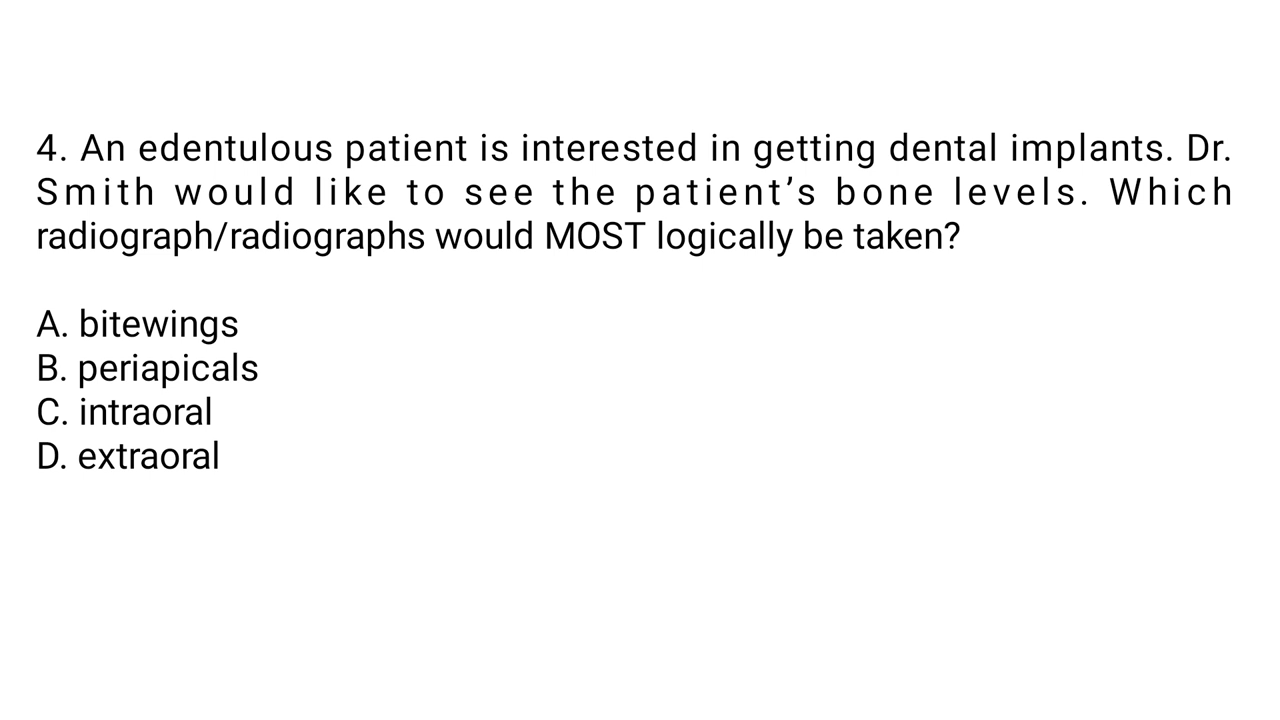 4. An edentulous patient is interested in getting dental implants. Dr.
Smith would like to see the patient’s bone levels. Which
radiograph/radiographs would MOST logically be taken?
A. bitewings
B. periapicals
C. intraoral
D. extraoral